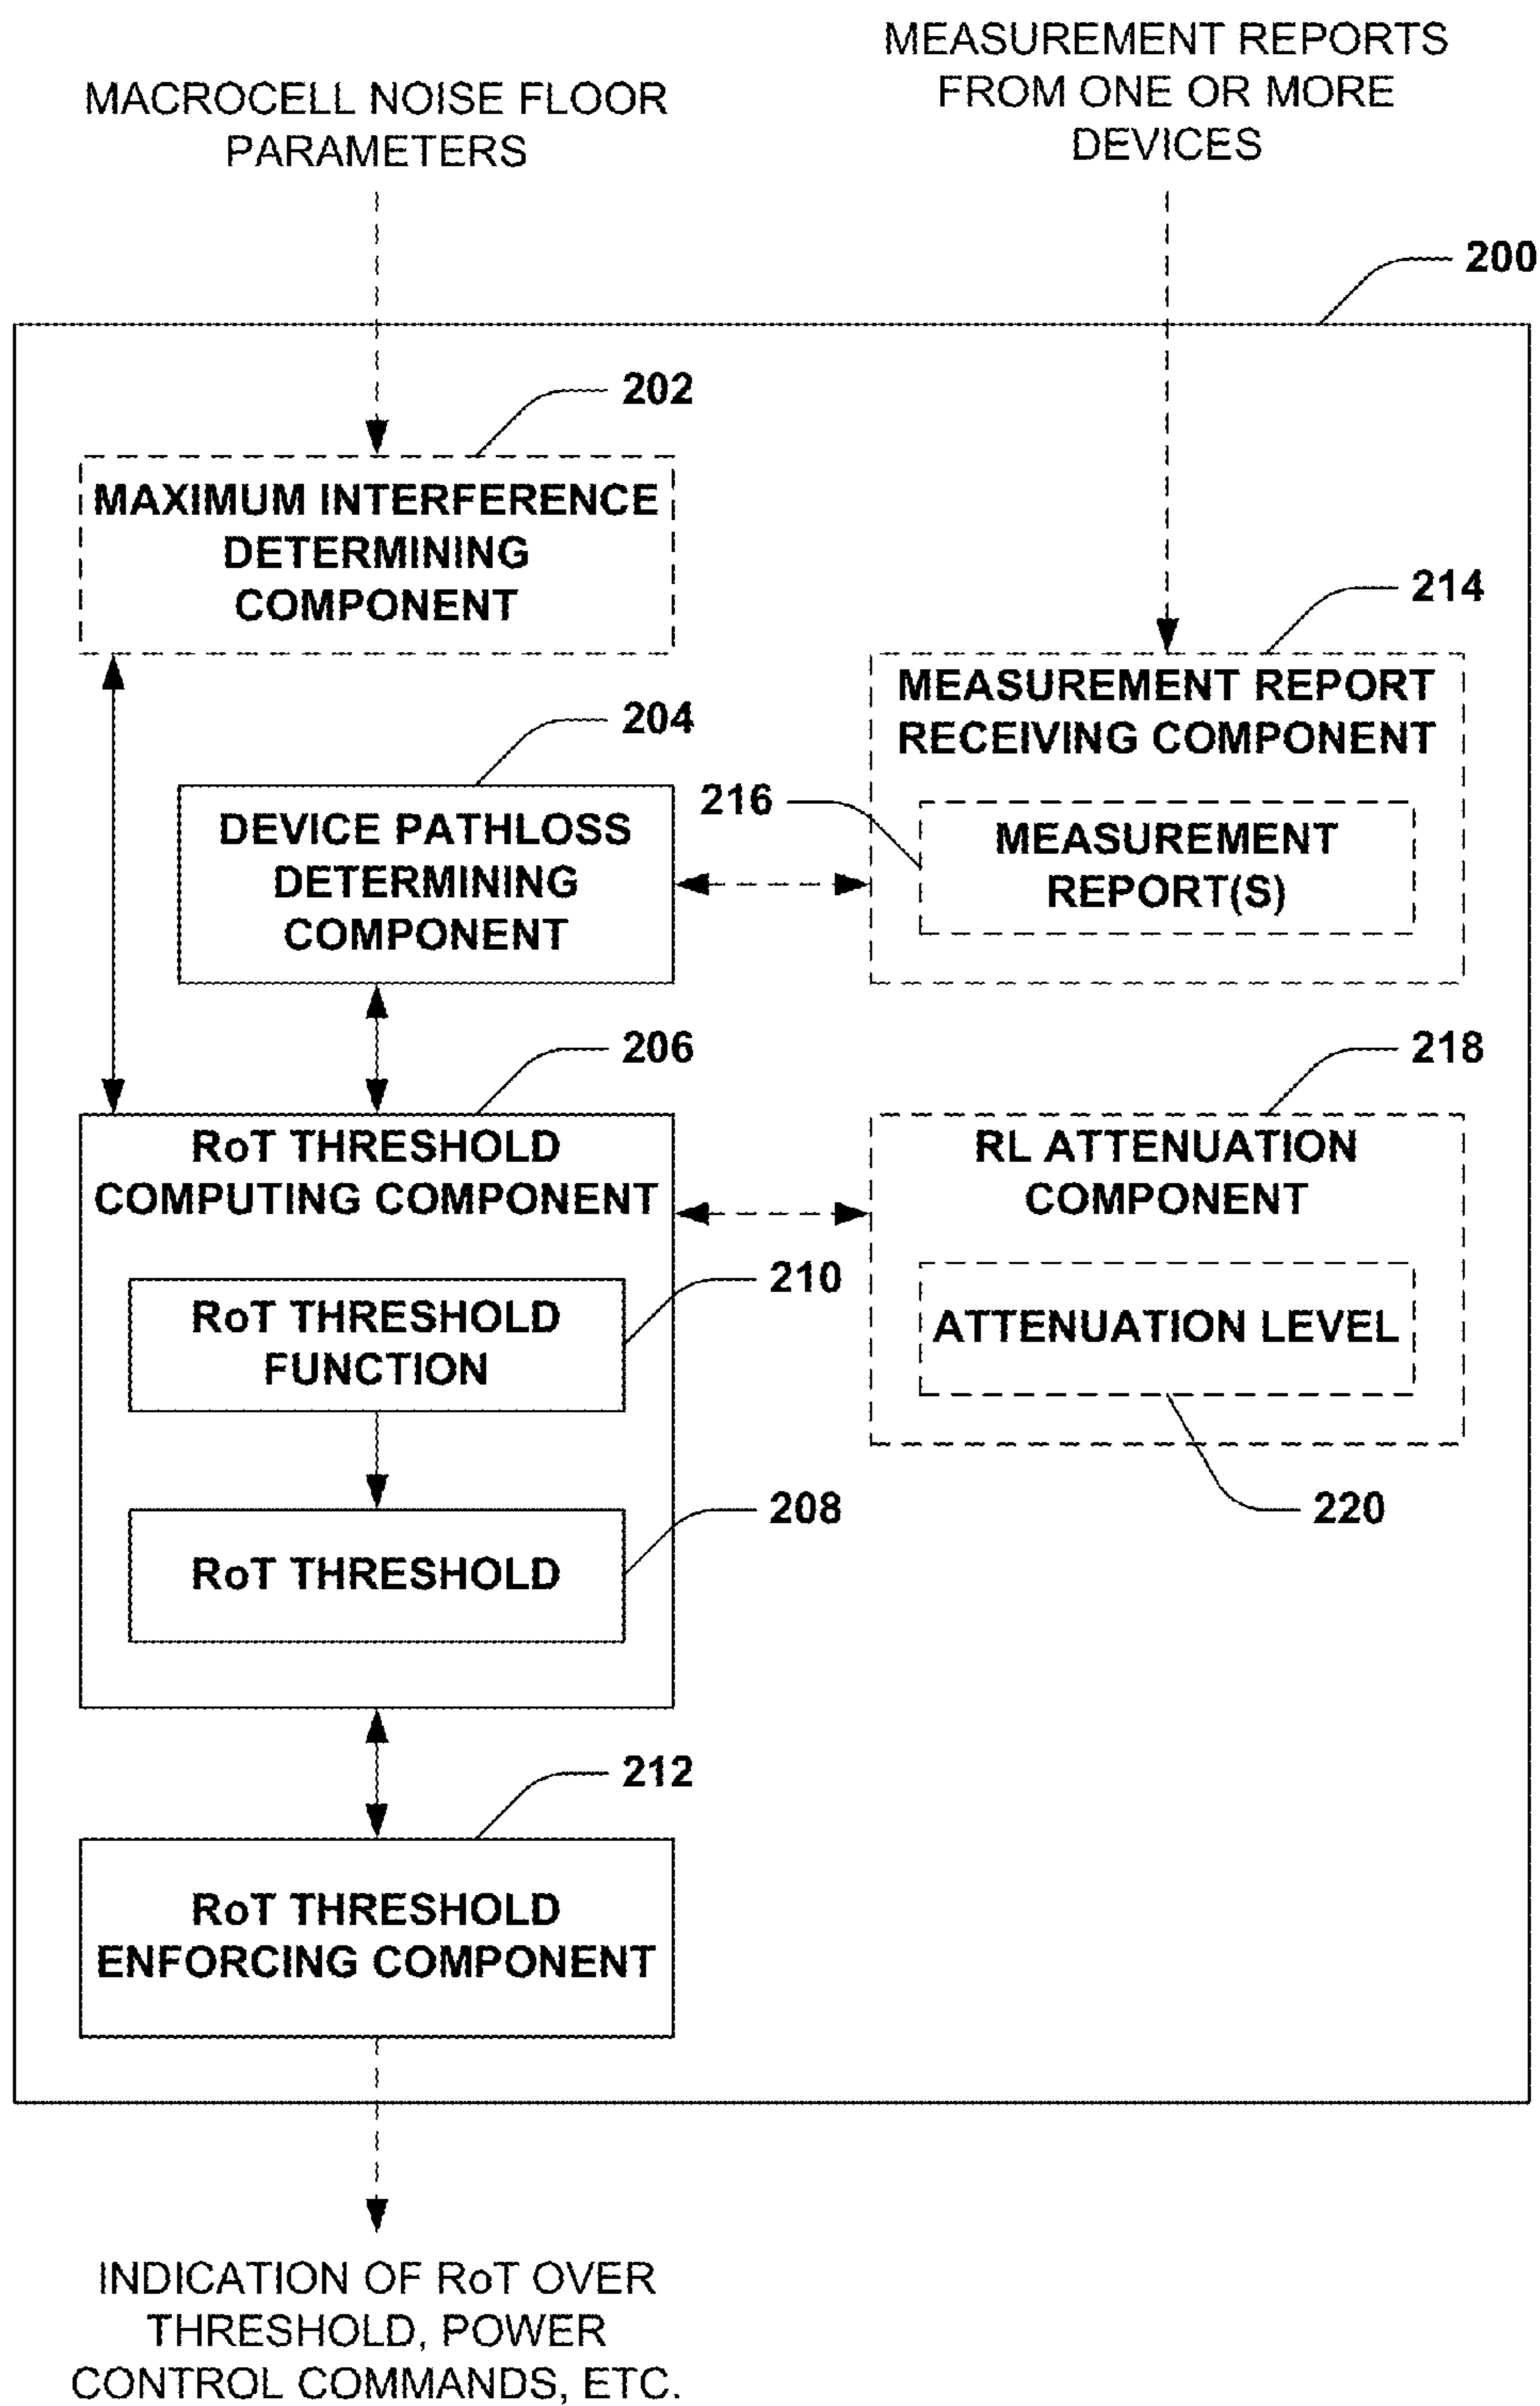 MEASUREMENT REPORTS
FROM ONE OR MORE
DEVICES
MACROCELL NOISE FLOOR
PARAMETERS
200
202
MAXIMUM INTERFERENCE
DETERMINING
COMPONENT
214
MEASUREMENT REPORT
RECEIVING COMPONENT
204
216
DEVICE PATHLOSS
DETERMINING
COMPONENT
MEASUREMENT
REPORT(S)
206
218
RoT THRESHOLD
COMPUTING COMPONENT
RL ATTENUATION
COMPONENT
210
RoT THRESHOLD
FUNCTION
ATTENUATION LEVEL
208
220
RoT THRESHOLD
212
RoT THRESHOLD
ENFORCING COMPONENT
INDICATION OF RoT OVER
THRESHOLD, POWER
CONTROL COMMANDS, ETC.